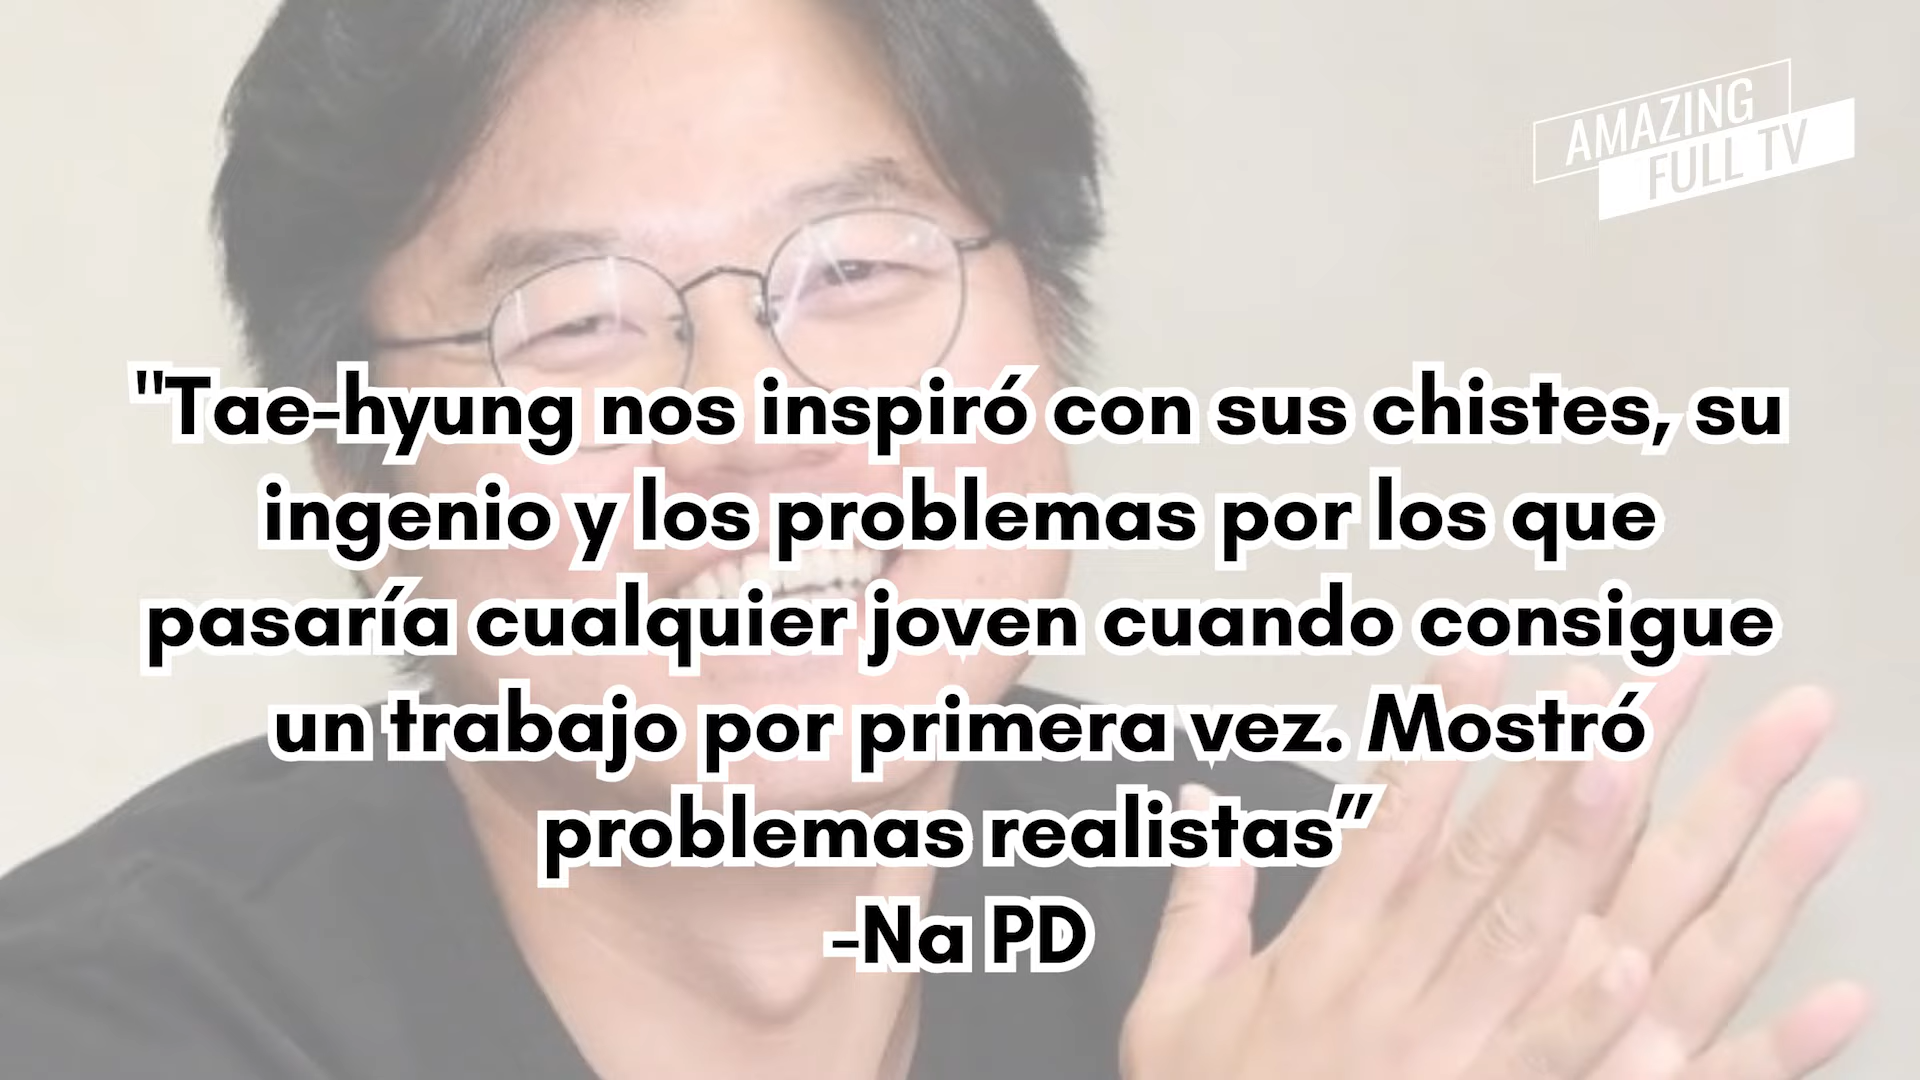 AMAZING
FULL TV
"Tae-hyung nos inspiró con sus chistes, su
ingenio y los problemas por los que
pasaría cualquier joven cuando consigue
un trabajo por primera vez. Mostró
problemas realistas”
-Na PD